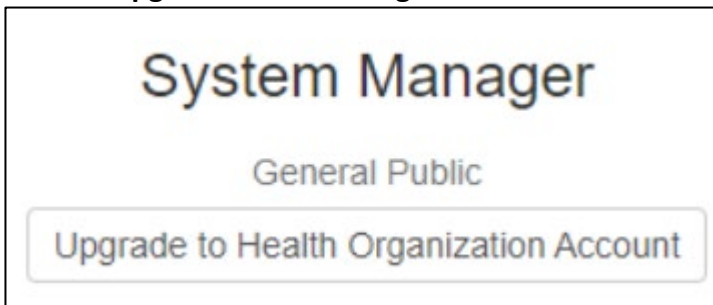 System Manager
General Public
Upgrade to Health Organization Account